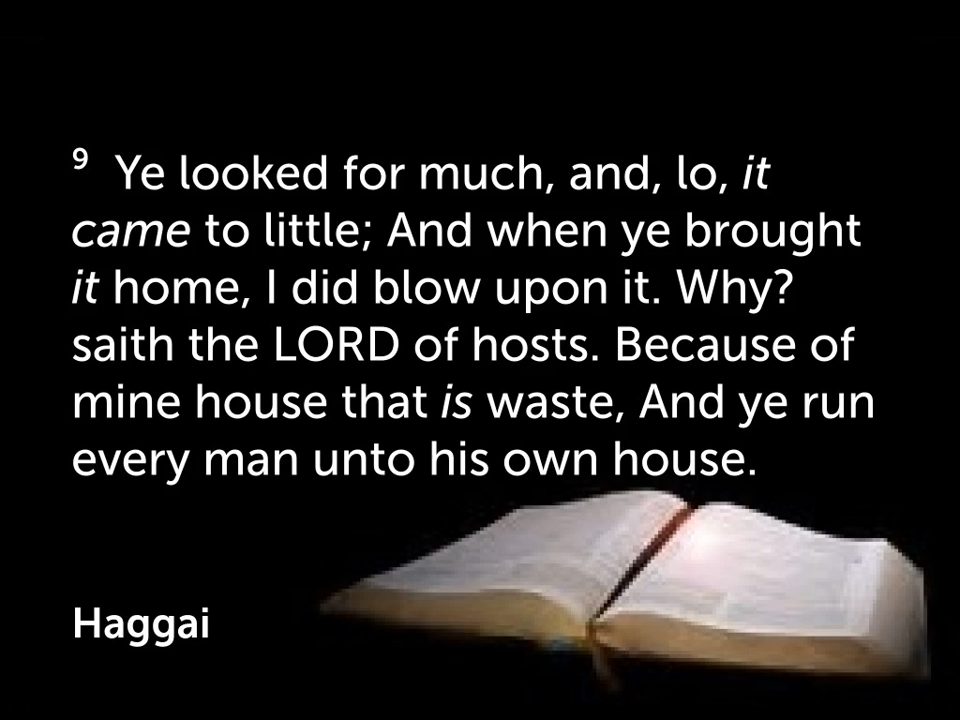 ⁹ Ye looked for much, and, lo, it
came to little; And when ye brought
it home, I did blow upon it. Why?
saith the LORD of hosts. Because of
mine house that is waste, And ye run
every man unto his own house.
Haggai